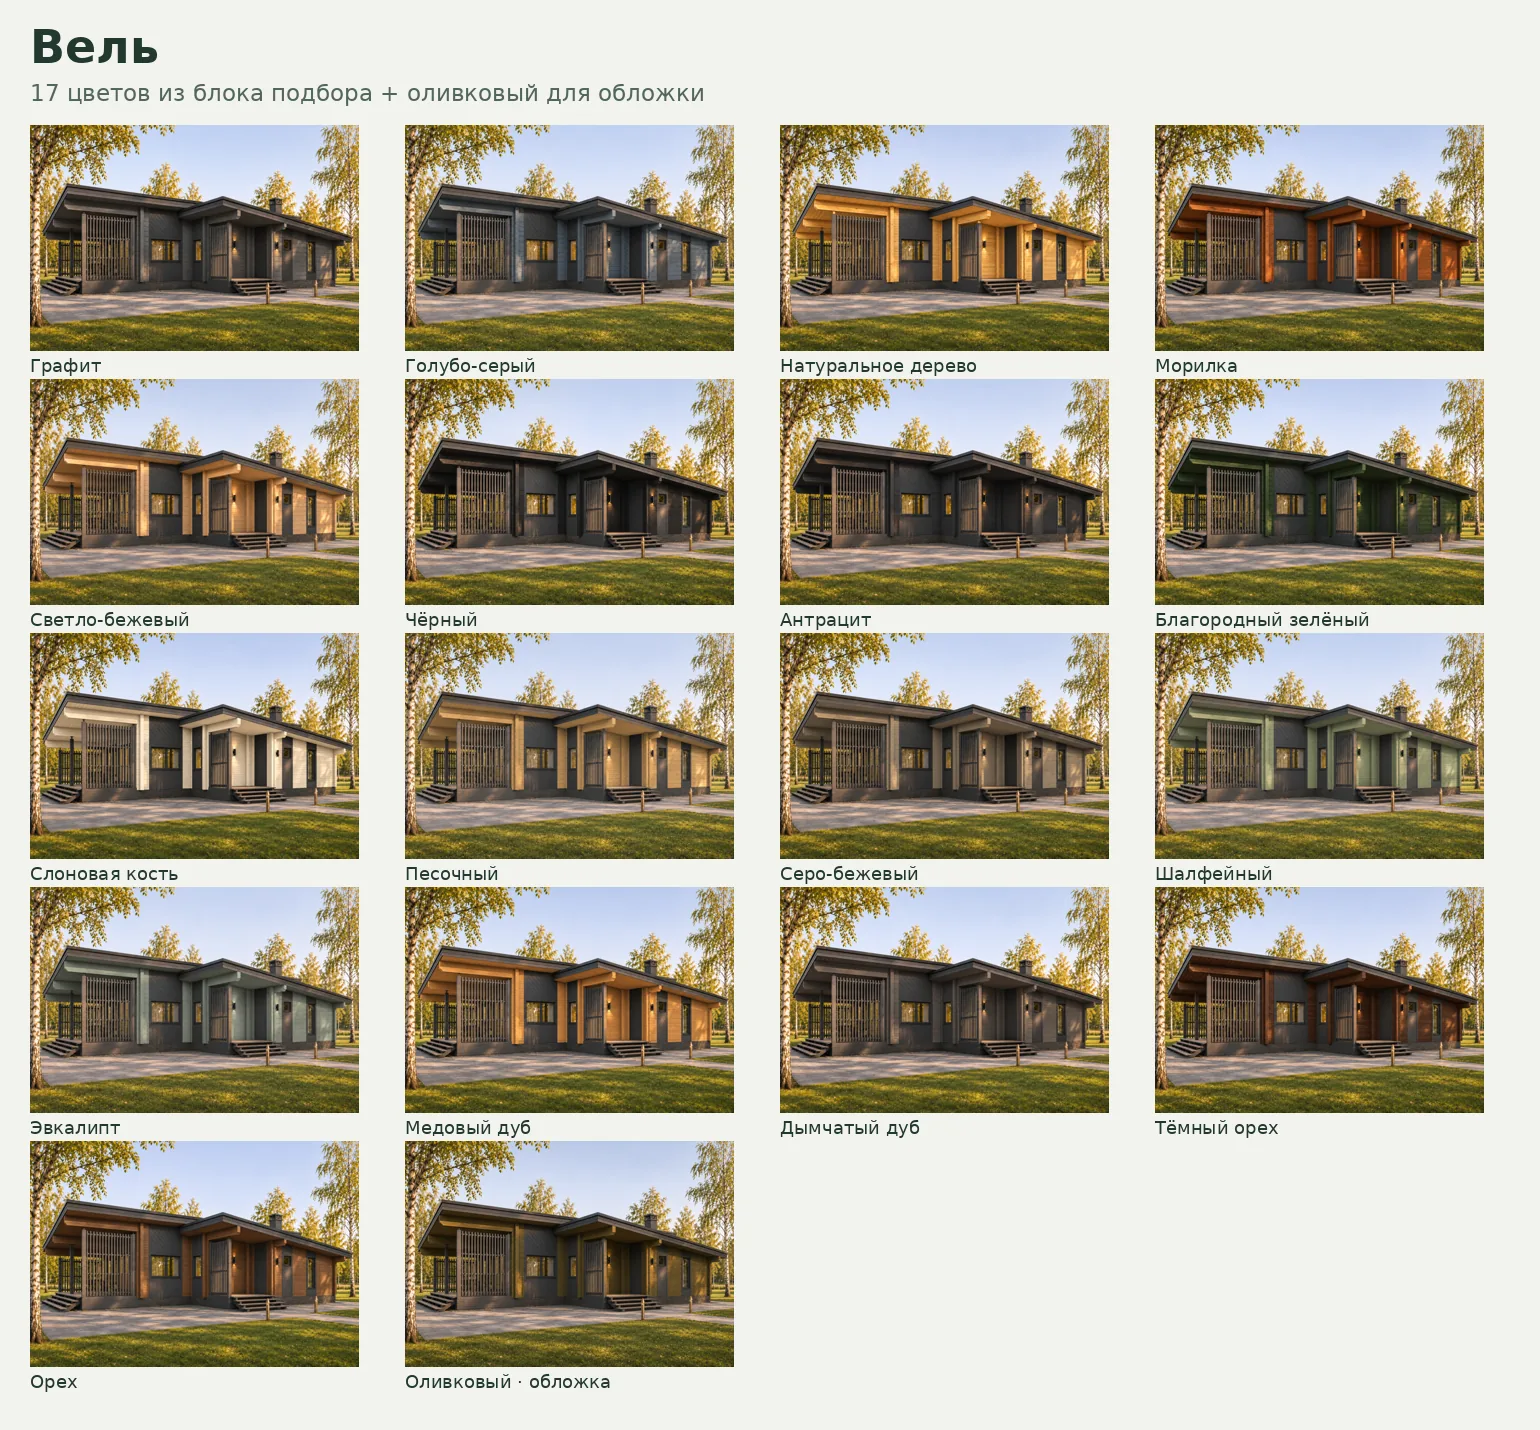 Вель
17 цветов из блока подбора + оливковый для обложки
Графит
Голубо-серый
Натуральное дерево
Морилка
Светло-бежевый
Чёрный
Антрацит
Благородный зелёный
Слоновая кость
Песочный
Серо-бежевый
Шалфейный
Эвкалипт
Медовый дуб
Дымчатый дуб
Тёмный орех
Орех
Оливковый · обложка